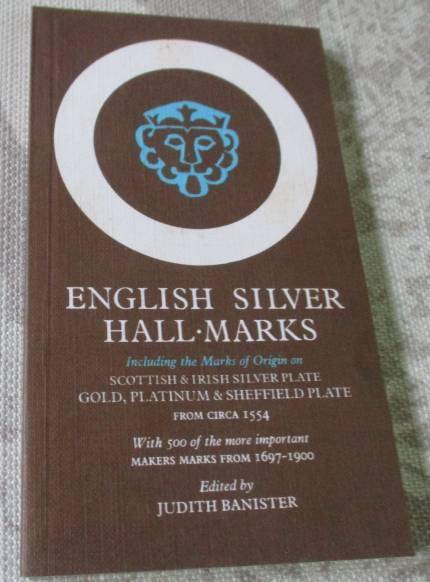 ENGLISH SILVER
HALL·MARKS
Including the Marks of Origin on
SCOTTISH & IRISH SILVER PLATE
GOLD, PLATINUM & SHEFFIELD PLATE
FROM CIRCA 1554
With 500 of the more important
MAKERS MARKS FROM 1697-1900
Edited by
JUDITH BANISTER